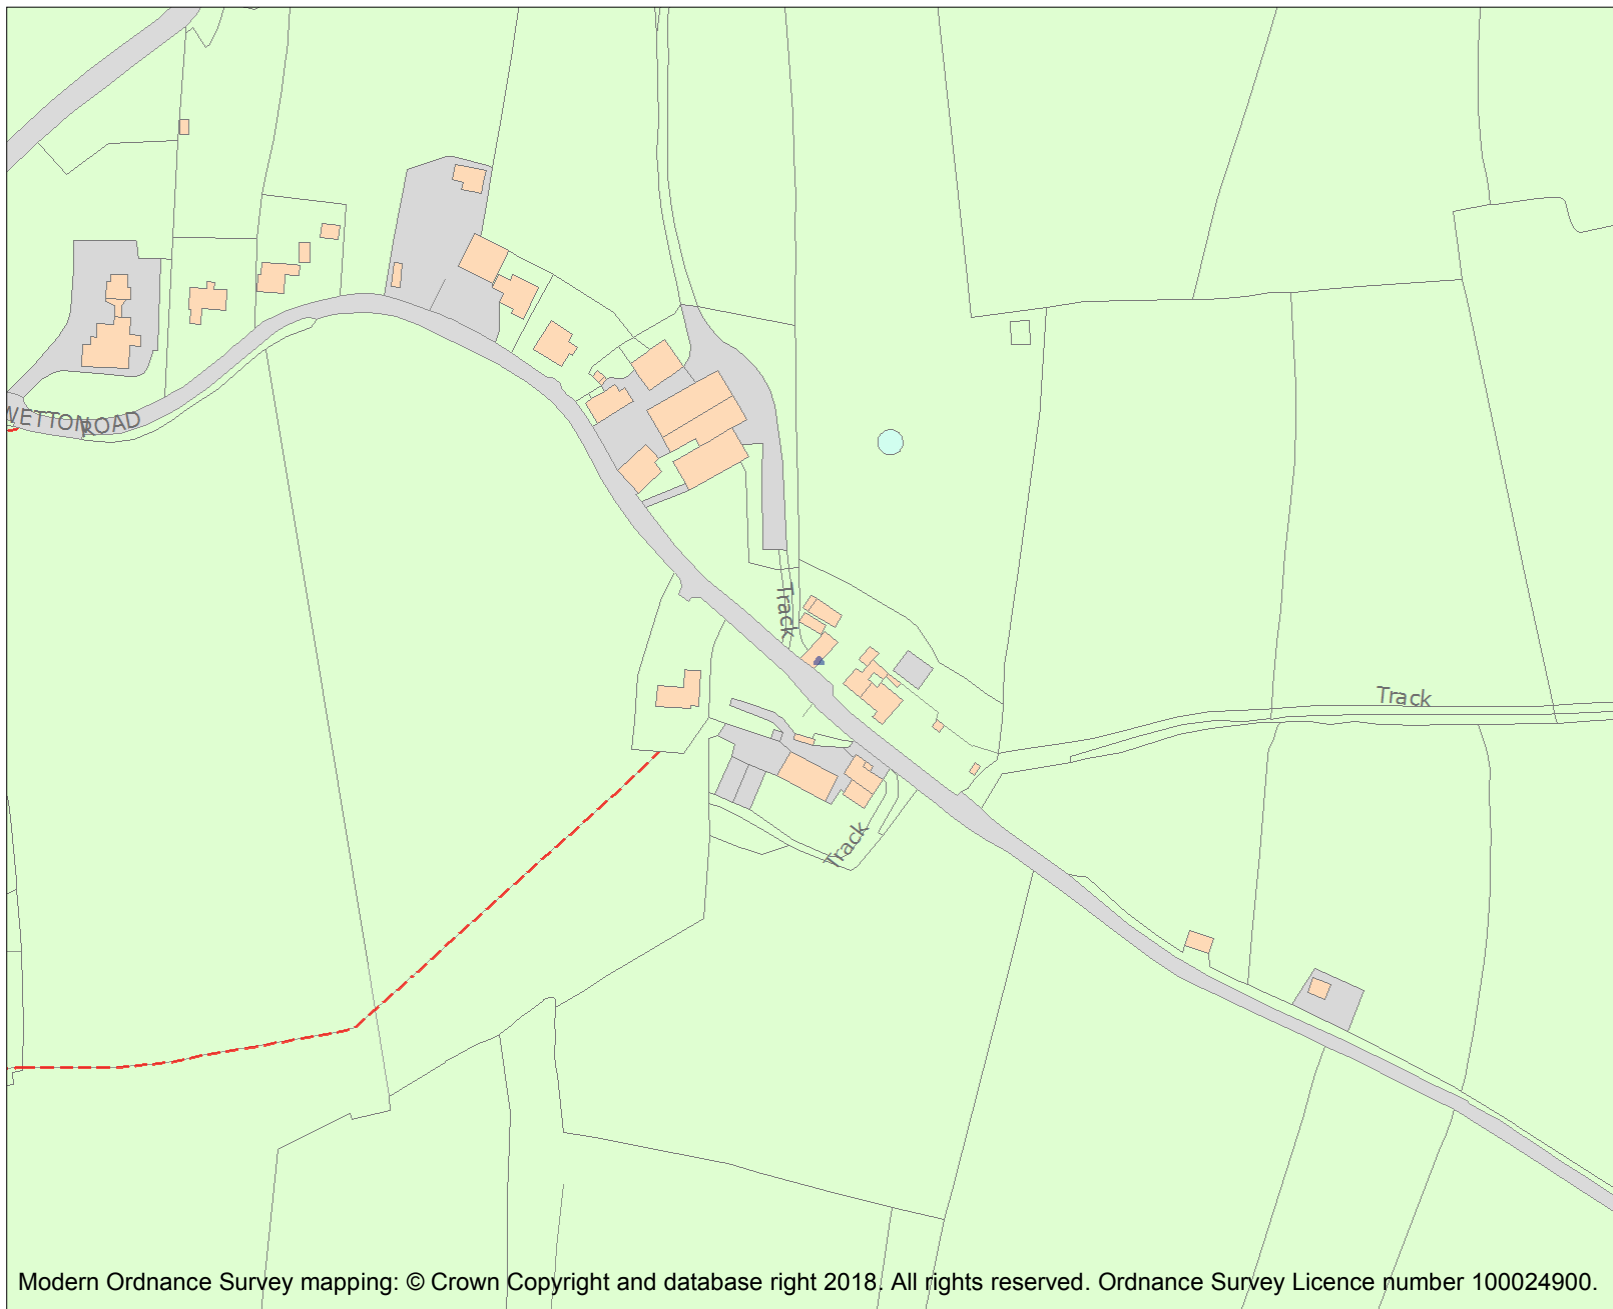 WETTON ROAD
Track
Track
Track
Modern Ordnance Survey mapping: © Crown Copyright and database right 2018. All rights reserved. Ordnance Survey Licence number 100024900.